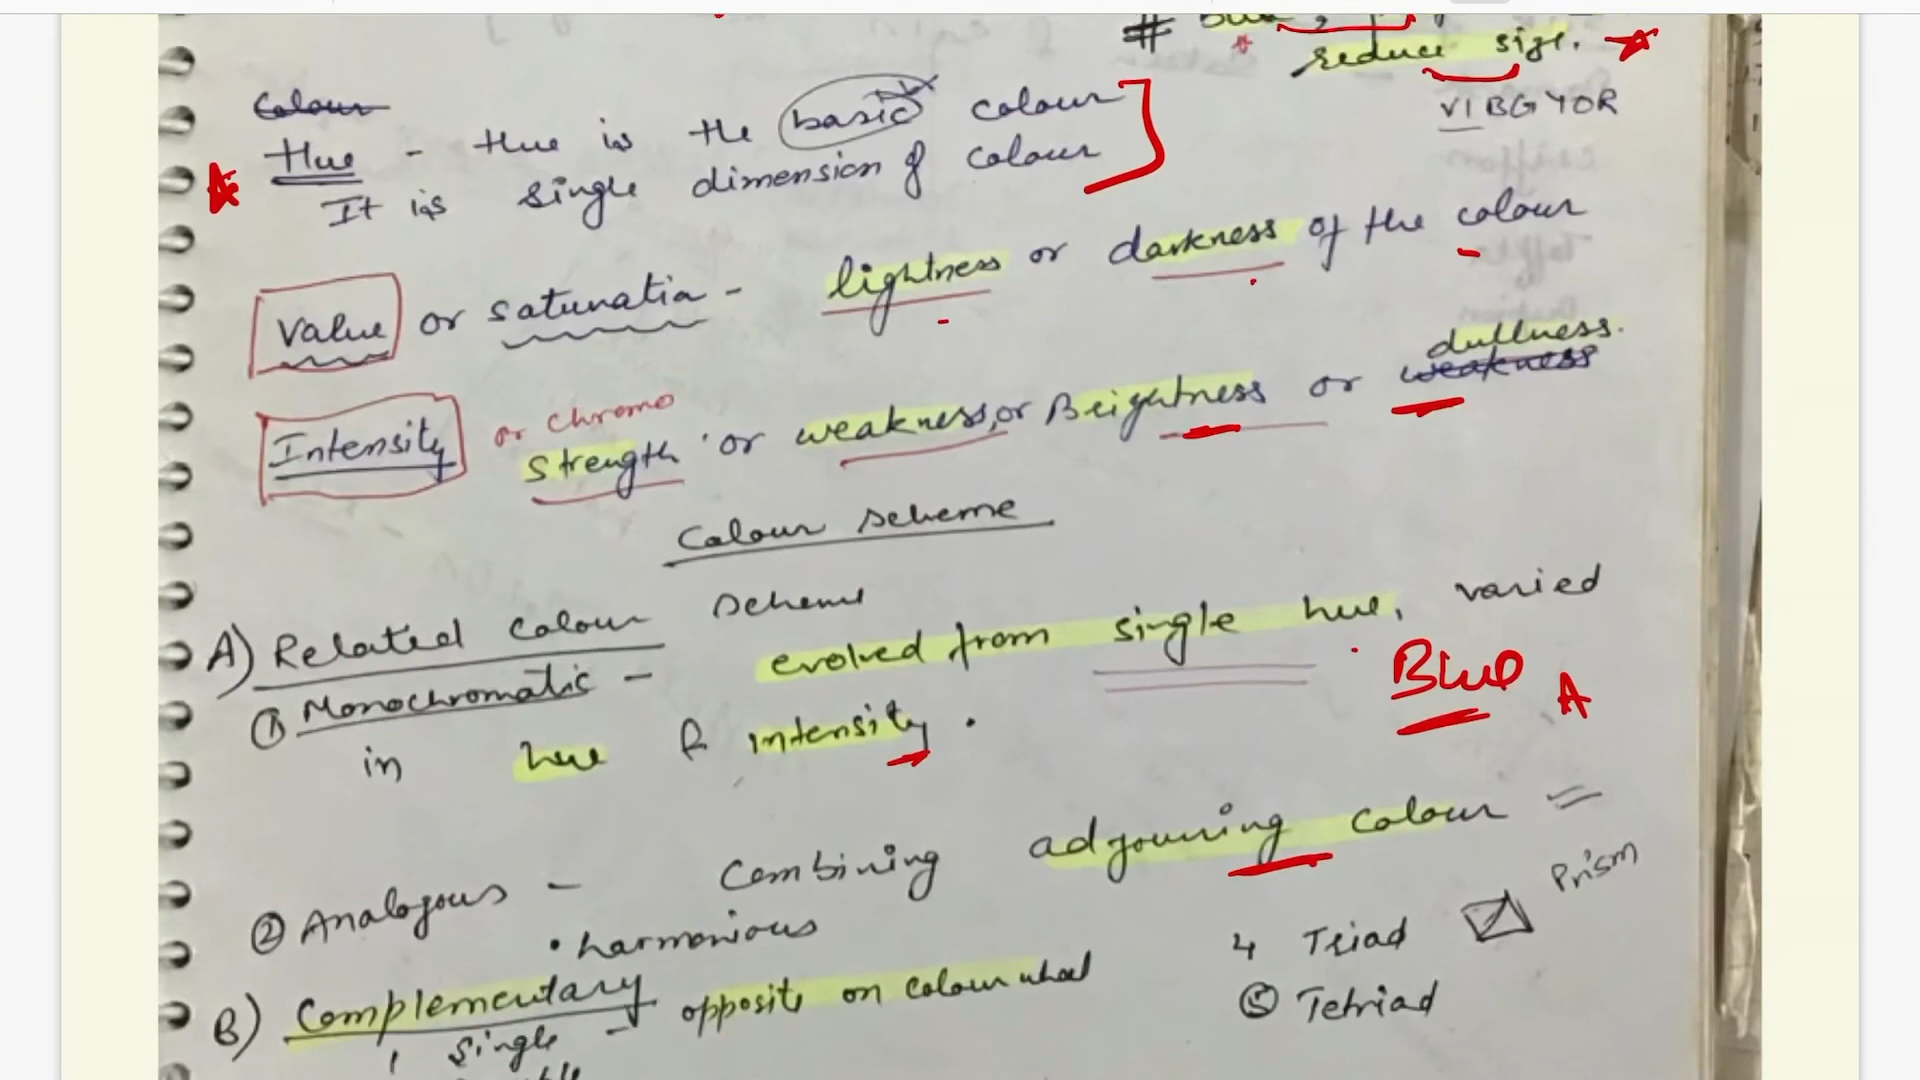 #
reduce size.
VIBGYOR
Colour
Hue - Hue is the basic colour
It is single dimension of colour
Value or saturatia - lightness or darkness of the colour
dullness.
Intensity or chromo strength or weakness, or Brightness or weakness
Colour scheme
A) Related colour scheme
① Monochromatic - evolved from single hue, varied
in hue & intensity.
Blue A
② Analogous - Combining adjouning colour =
• harmonious
4 Triad Prism
⑤ Tetriad
B) Complementary - opposite on colour wheel
1 Single